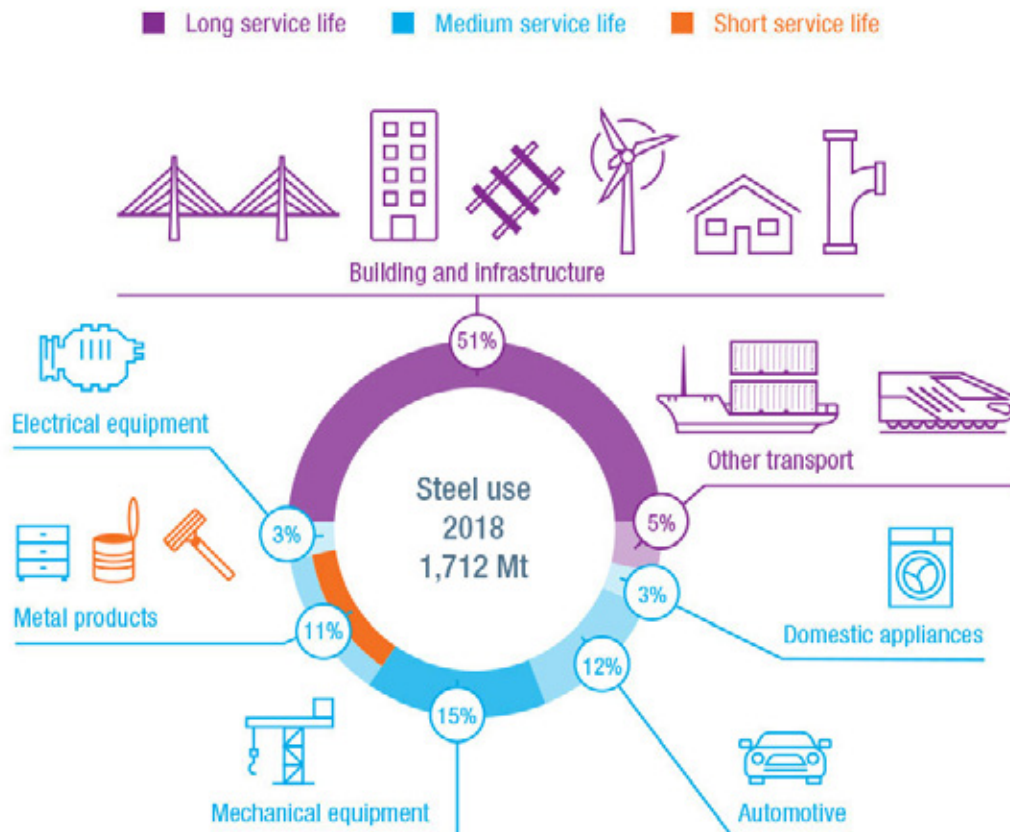 Long service life
Medium service life
Short service life
Building and infrastructure
51%
Electrical equipment
Other transport
Steel use
2018
1,712 Mt
3%
5%
Metal products
3%
Domestic appliances
11%
12%
15%
Mechanical equipment
Automotive